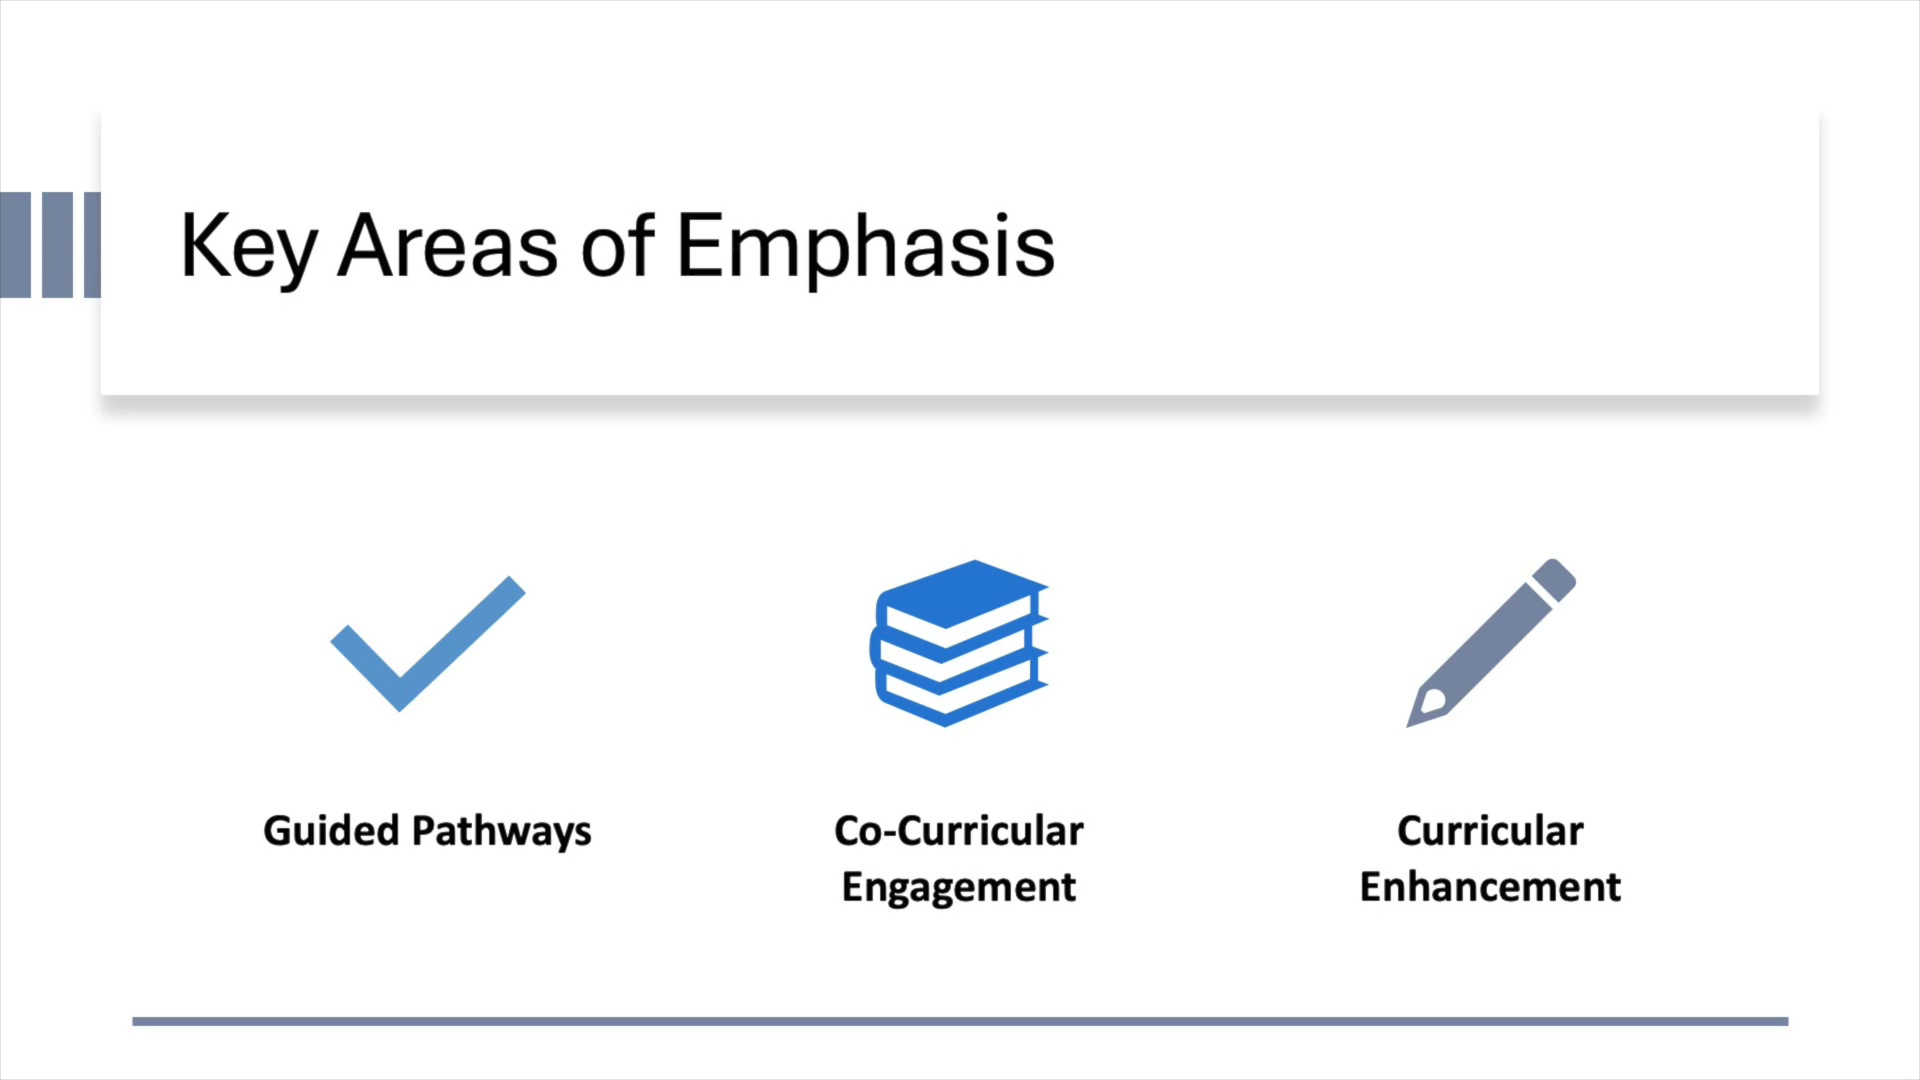 Key Areas of Emphasis
Guided Pathways
Co-Curricular
Engagement
Curricular
Enhancement